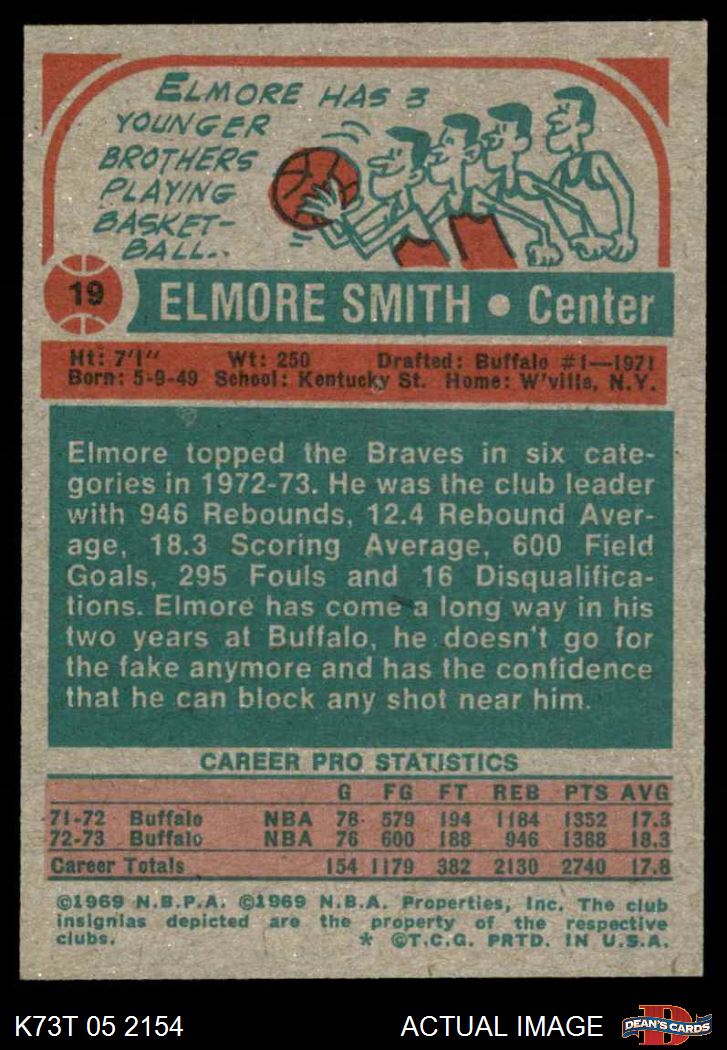 ELMORE HAS 3
YOUNGER
BROTHERS
PLAYING
BASKET-
BALL..
19
ELMORE SMITH • Center
Ht: 7'1" Wt: 250 Drafted: Buffalo #1—1971
Born: 5-9-49 School: Kentucky St. Home: W'ville, N.Y.
Elmore topped the Braves in six cate-
gories in 1972-73. He was the club leader
with 946 Rebounds, 12.4 Rebound Aver-
age, 18.3 Scoring Average, 600 Field
Goals, 295 Fouls and 16 Disqualifica-
tions. Elmore has come a long way in his
two years at Buffalo, he doesn't go for
the fake anymore and has the confidence
that he can block any shot near him.
CAREER PRO STATISTICS
G FG FT REB PTS AVG
71-72 Buffalo NBA 78 579 194 1184 1352 17.3
72-73 Buffalo NBA 76 600 188 946 1388 18.3
Career Totals 154 1179 382 2130 2740 17.8
©1969 N.B.P.A. ©1969 N.B.A. Properties, Inc. The club
insignias depicted are the property of the respective
clubs. * ©T.C.G. PRTD. IN U.S.A.
K73T 05 2154 ACTUAL IMAGE
D
DEAN'S CARDS